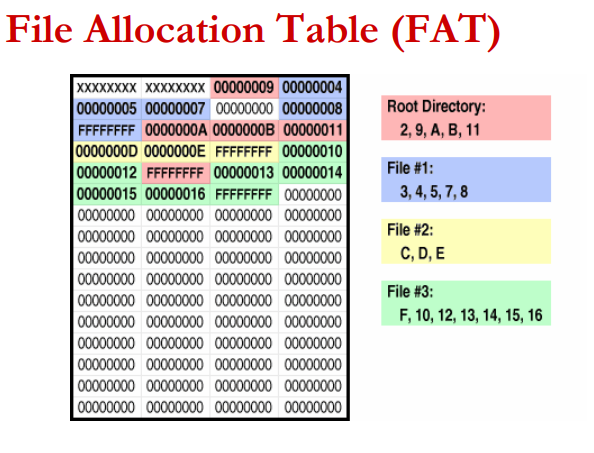 File Allocation Table (FAT)
XXXXXXXX XXXXXXXX 00000009 00000004
00000005 00000007 00000000 00000008
FFFFFFFF 0000000A 0000000B 00000011
0000000D 0000000E FFFFFFFF 00000010
00000012 FFFFFFFF 00000013 00000014
00000015 00000016 FFFFFFFF 00000000
00000000 00000000 00000000 00000000
00000000 00000000 00000000 00000000
00000000 00000000 00000000 00000000
00000000 00000000 00000000 00000000
00000000 00000000 00000000 00000000
00000000 00000000 00000000 00000000
00000000 00000000 00000000 00000000
00000000 00000000 00000000 00000000
00000000 00000000 00000000 00000000
00000000 00000000 00000000 00000000
Root Directory:
2, 9, A, B, 11
File #1:
3, 4, 5, 7, 8
File #2:
C, D, E
File #3:
F, 10, 12, 13, 14, 15, 16